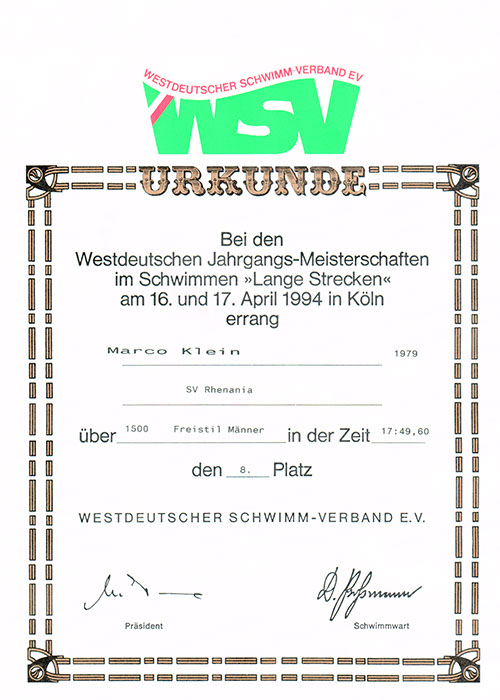 WESTDEUTSCHER SCHWIMM-VERBAND EV
WSV
URKUNDE
Bei den
Westdeutschen Jahrgangs-Meisterschaften
im Schwimmen »Lange Strecken«
am 16. und 17. April 1994 in Köln
errang
Marco Klein 1979
SV Rhenania
über 1500 Freistil Männer in der Zeit 17:49,60
den 8. Platz
WESTDEUTSCHER SCHWIMM-VERBAND E.V.
Präsident Schwimmwart